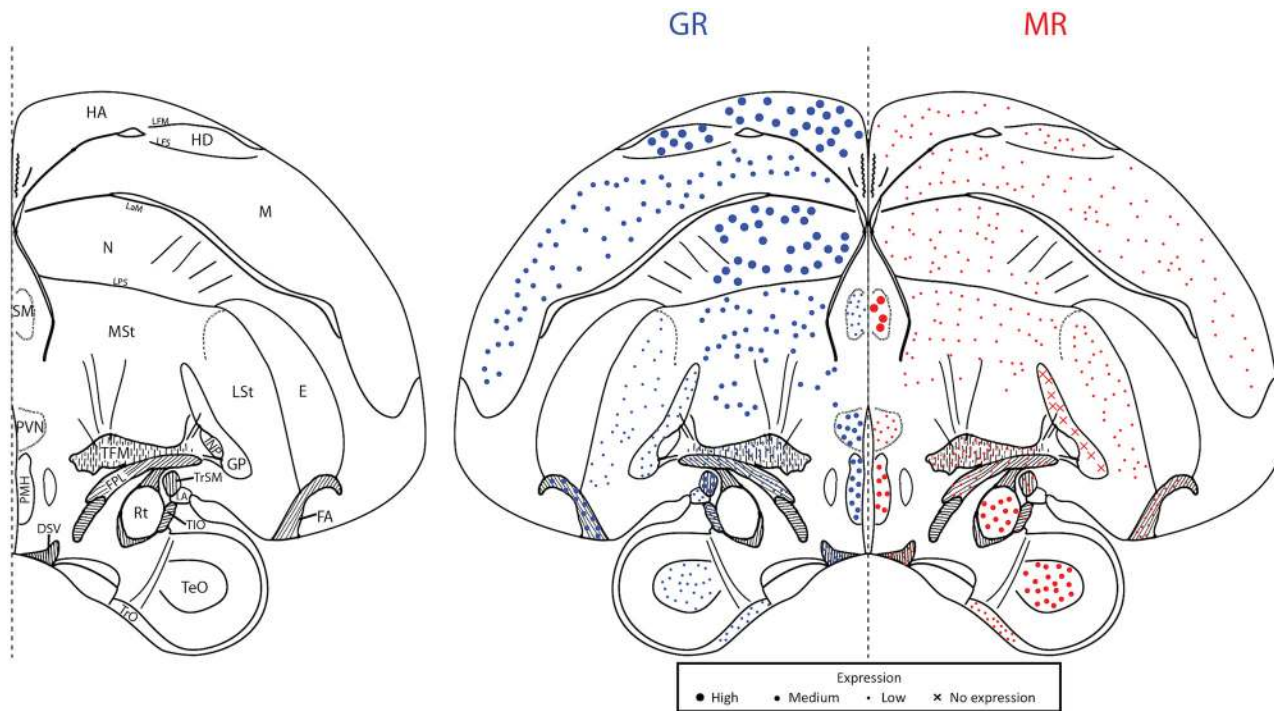 GR
MR
HA
LFM
LFS
HD
LaM
M
N
LPS
SM
MSt
LSt
E
PVN
TFM
INP
GP
FPL
TrSM
LA
PMH
Rt
TIO
FA
DSV
TeO
TrO
Expression
High
Medium
Low
No expression